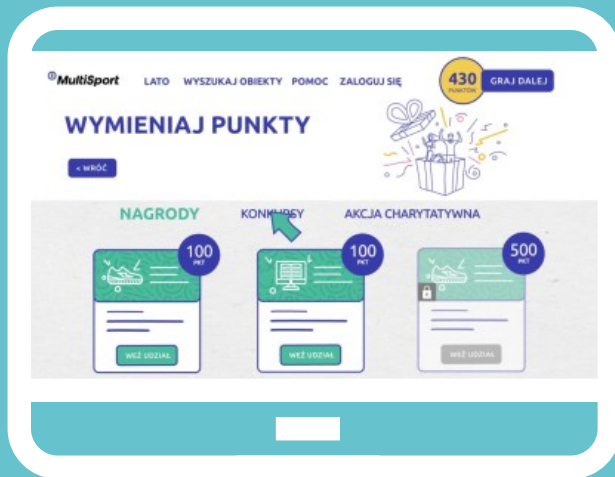 MultiSport LATO WYSZUKAJ OBIEKTY POMOC ZALOGUJ SIĘ 430 PUNKTÓW GRAJ DALEJ
WYMIENIAJ PUNKTY
< WRÓĆ
NAGRODY KONKURSY AKCJA CHARYTATYWNA
100 PKT
100 PKT
500 PKT
WEŹ UDZIAŁ
WEŹ UDZIAŁ
WEŹ UDZIAŁ